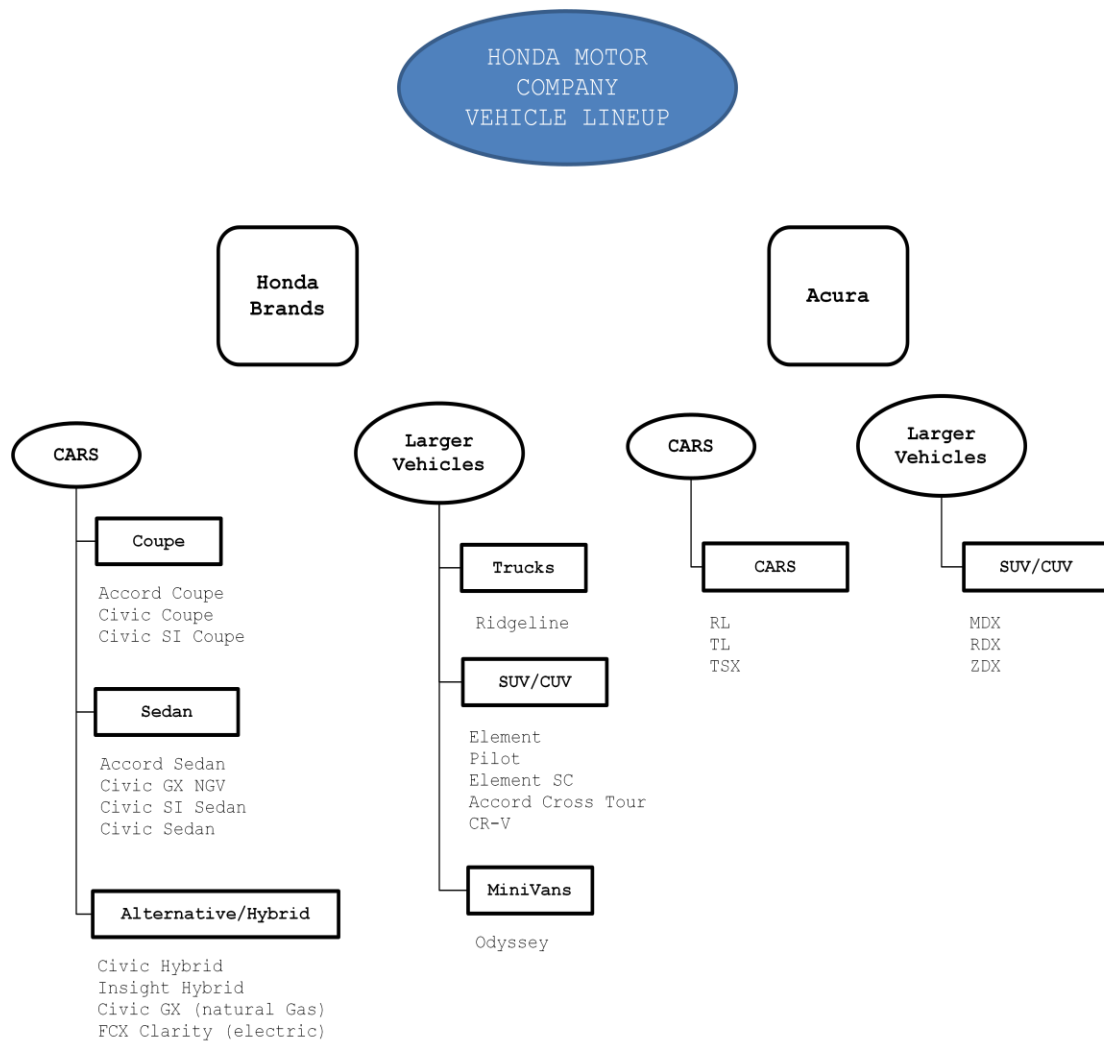 HONDA MOTOR
COMPANY
VEHICLE LINEUP
Honda
Brands
Acura
CARS
Larger
Vehicles
CARS
Larger
Vehicles
Coupe
Accord Coupe
Civic Coupe
Civic SI Coupe
Sedan
Accord Sedan
Civic GX NGV
Civic SI Sedan
Civic Sedan
Alternative/Hybrid
Civic Hybrid
Insight Hybrid
Civic GX (natural Gas)
FCX Clarity (electric)
Trucks
Ridgeline
SUV/CUV
Element
Pilot
Element SC
Accord Cross Tour
CR-V
MiniVans
Odyssey
CARS
RL
TL
TSX
SUV/CUV
MDX
RDX
ZDX